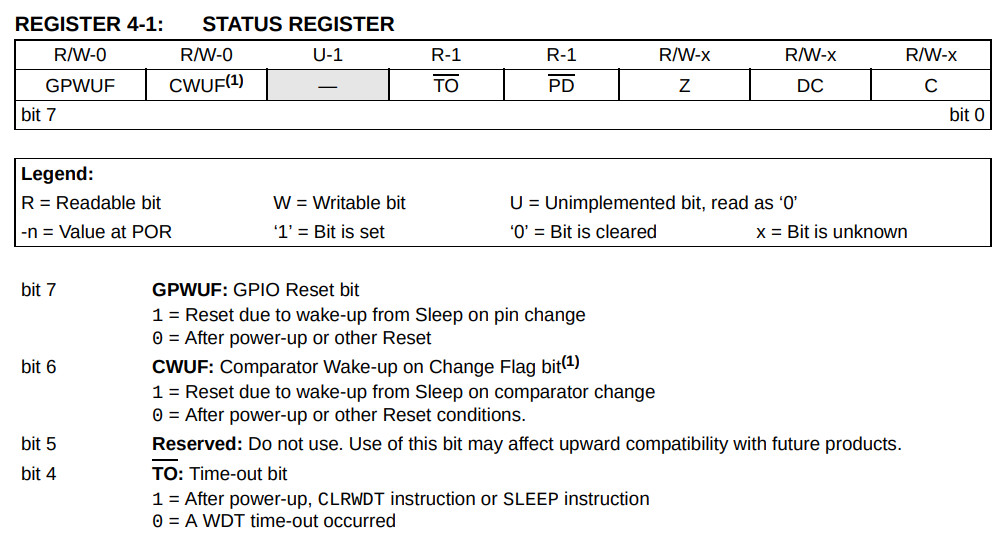 REGISTER 4-1: STATUS REGISTER
R/W-0 R/W-0 U-1 R-1 R-1 R/W-x R/W-x R/W-x
GPWUF CWUF(1) — T̅O̅ P̅D̅ Z DC C
bit 7 bit 0
Legend:
R = Readable bit W = Writable bit U = Unimplemented bit, read as ‘0’
-n = Value at POR ‘1’ = Bit is set ‘0’ = Bit is cleared x = Bit is unknown
bit 7 GPWUF: GPIO Reset bit
1 = Reset due to wake-up from Sleep on pin change
0 = After power-up or other Reset
bit 6 CWUF: Comparator Wake-up on Change Flag bit(1)
1 = Reset due to wake-up from Sleep on comparator change
0 = After power-up or other Reset conditions.
bit 5 Reserved: Do not use. Use of this bit may affect upward compatibility with future products.
bit 4 T̅O̅: Time-out bit
1 = After power-up, CLRWDT instruction or SLEEP instruction
0 = A WDT time-out occurred